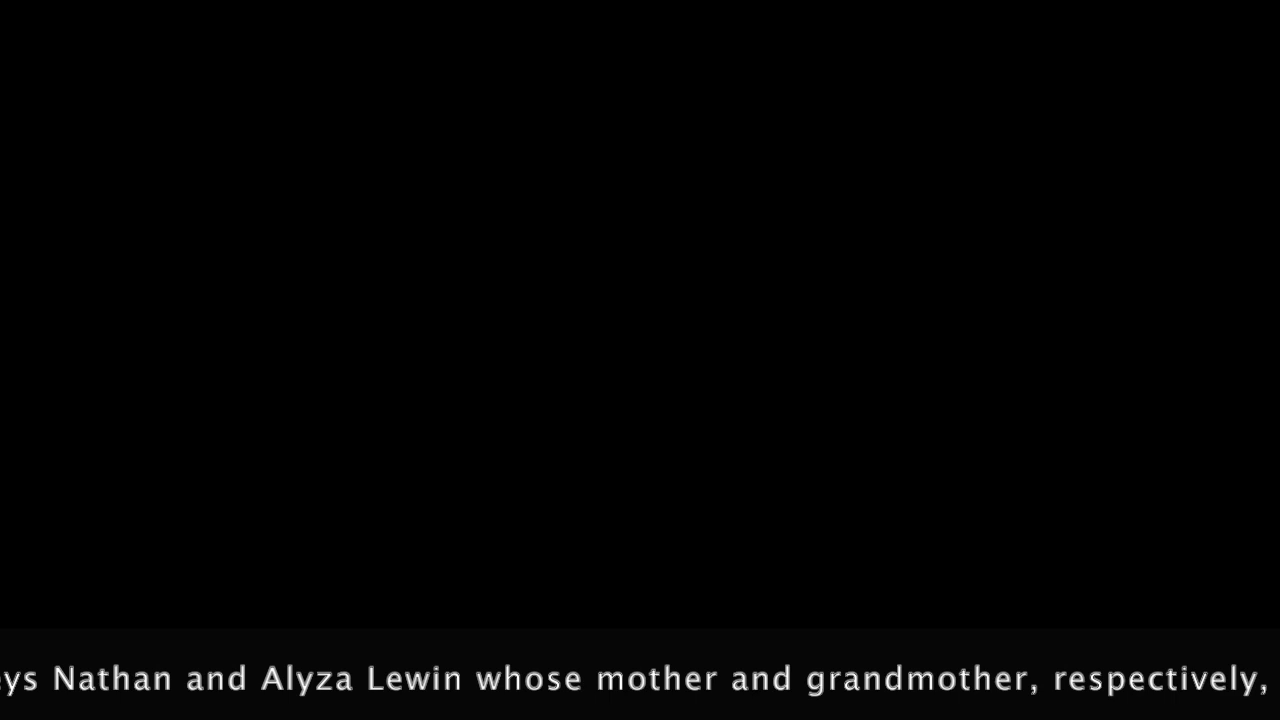 Nathan and Alyza Lewin whose mother and grandmother, respectively,